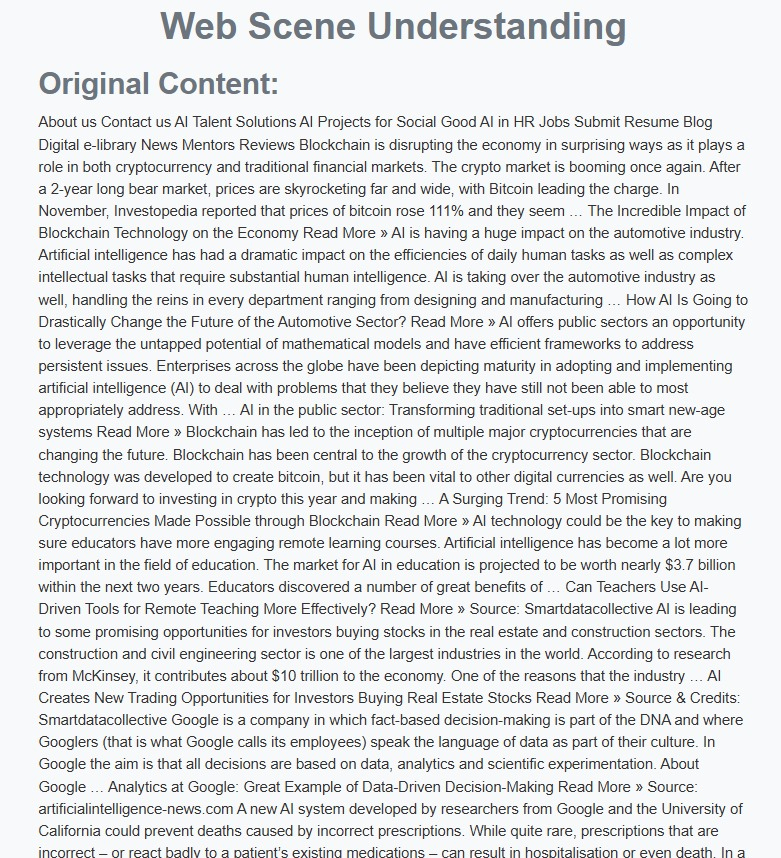 Web Scene Understanding
Original Content:
About us Contact us AI Talent Solutions AI Projects for Social Good AI in HR Jobs Submit Resume Blog
Digital e-library News Mentors Reviews Blockchain is disrupting the economy in surprising ways as it plays a
role in both cryptocurrency and traditional financial markets. The crypto market is booming once again. After
a 2-year long bear market, prices are skyrocketing far and wide, with Bitcoin leading the charge. In
November, Investopedia reported that prices of bitcoin rose 111% and they seem … The Incredible Impact of
Blockchain Technology on the Economy Read More » AI is having a huge impact on the automotive industry.
Artificial intelligence has had a dramatic impact on the efficiencies of daily human tasks as well as complex
intellectual tasks that require substantial human intelligence. AI is taking over the automotive industry as
well, handling the reins in every department ranging from designing and manufacturing … How AI Is Going to
Drastically Change the Future of the Automotive Sector? Read More » AI offers public sectors an opportunity
to leverage the untapped potential of mathematical models and have efficient frameworks to address
persistent issues. Enterprises across the globe have been depicting maturity in adopting and implementing
artificial intelligence (AI) to deal with problems that they believe they have still not been able to most
appropriately address. With … AI in the public sector: Transforming traditional set-ups into smart new-age
systems Read More » Blockchain has led to the inception of multiple major cryptocurrencies that are
changing the future. Blockchain has been central to the growth of the cryptocurrency sector. Blockchain
technology was developed to create bitcoin, but it has been vital to other digital currencies as well. Are you
looking forward to investing in crypto this year and making … A Surging Trend: 5 Most Promising
Cryptocurrencies Made Possible through Blockchain Read More » AI technology could be the key to making
sure educators have more engaging remote learning courses. Artificial intelligence has become a lot more
important in the field of education. The market for AI in education is projected to be worth nearly $3.7 billion
within the next two years. Educators discovered a number of great benefits of … Can Teachers Use AI-
Driven Tools for Remote Teaching More Effectively? Read More » Source: Smartdatacollective AI is leading
to some promising opportunities for investors buying stocks in the real estate and construction sectors. The
construction and civil engineering sector is one of the largest industries in the world. According to research
from McKinsey, it contributes about $10 trillion to the economy. One of the reasons that the industry … AI
Creates New Trading Opportunities for Investors Buying Real Estate Stocks Read More » Source & Credits:
Smartdatacollective Google is a company in which fact-based decision-making is part of the DNA and where
Googlers (that is what Google calls its employees) speak the language of data as part of their culture. In
Google the aim is that all decisions are based on data, analytics and scientific experimentation. About
Google … Analytics at Google: Great Example of Data-Driven Decision-Making Read More » Source:
artificialintelligence-news.com A new AI system developed by researchers from Google and the University of
California could prevent deaths caused by incorrect prescriptions. While quite rare, prescriptions that are
incorrect – or react badly to a patient's existing medications – can result in hospitalisation or even death. In a